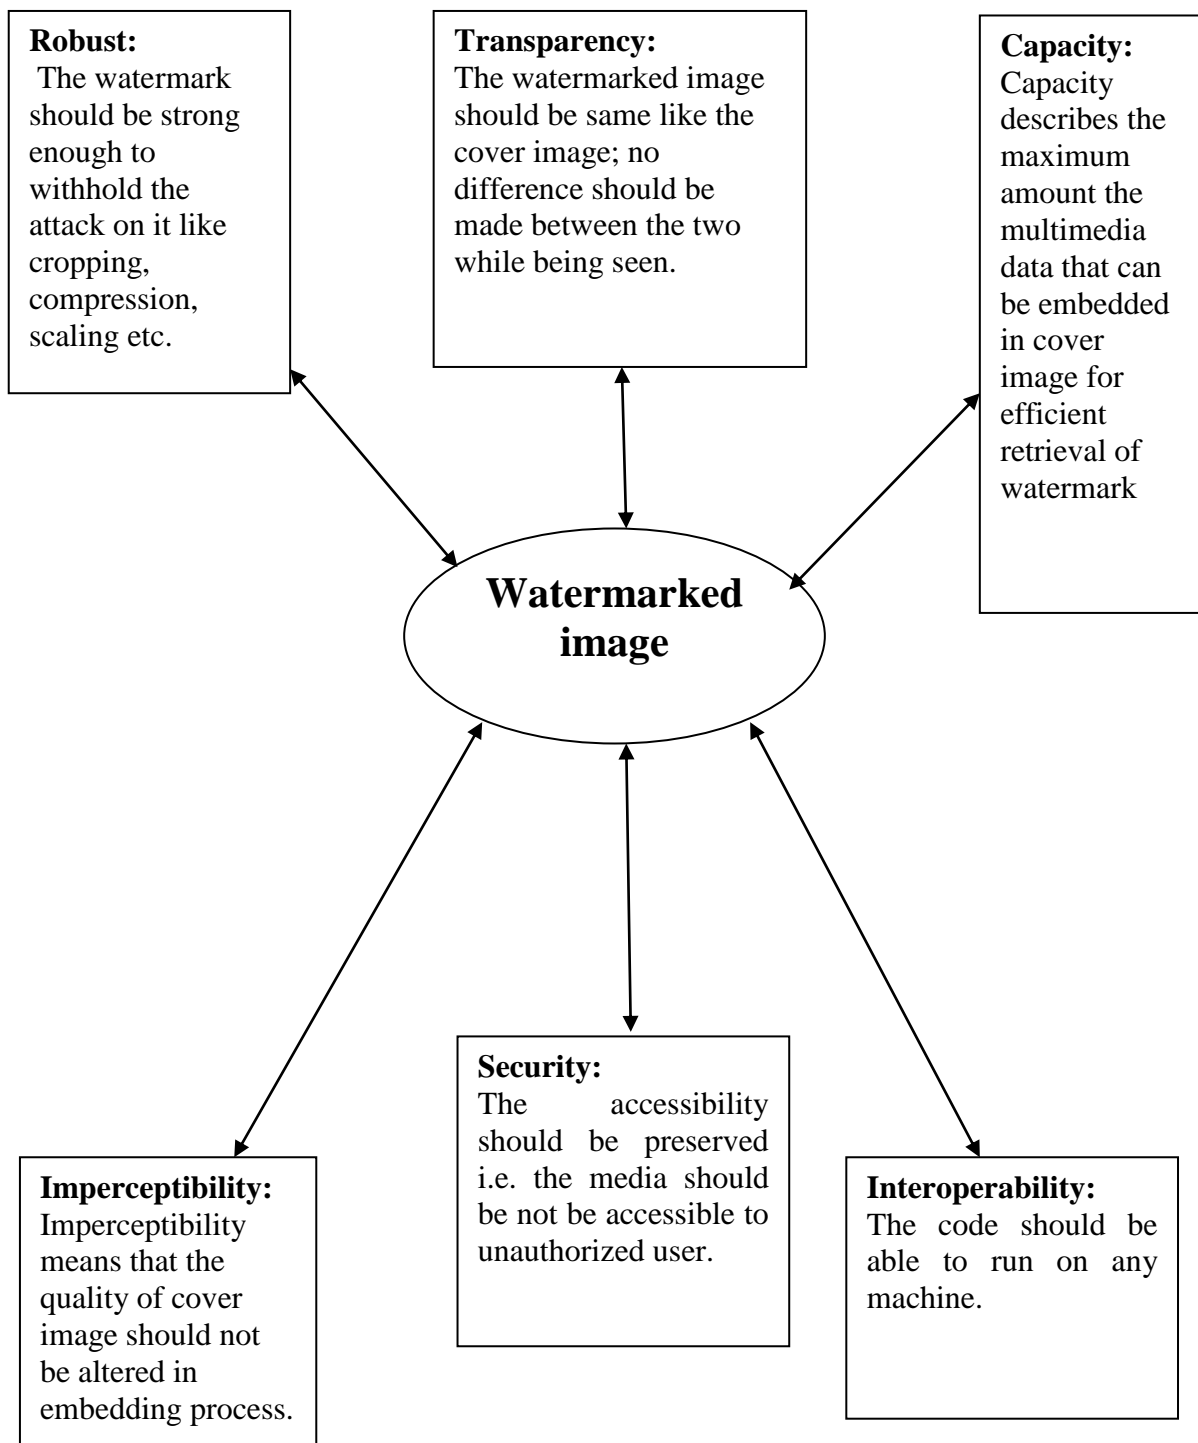 Robust:
The watermark
should be strong
enough to
withhold the
attack on it like
cropping,
compression,
scaling etc.
Transparency:
The watermarked image
should be same like the
cover image; no
difference should be
made between the two
while being seen.
Capacity:
Capacity
describes the
maximum
amount the
multimedia
data that can
be embedded
in cover
image for
efficient
retrieval of
watermark
Watermarked
image
Imperceptibility:
Imperceptibility
means that the
quality of cover
image should not
be altered in
embedding process.
Security:
The accessibility
should be preserved
i.e. the media should
be not be accessible to
unauthorized user.
Interoperability:
The code should be
able to run on any
machine.